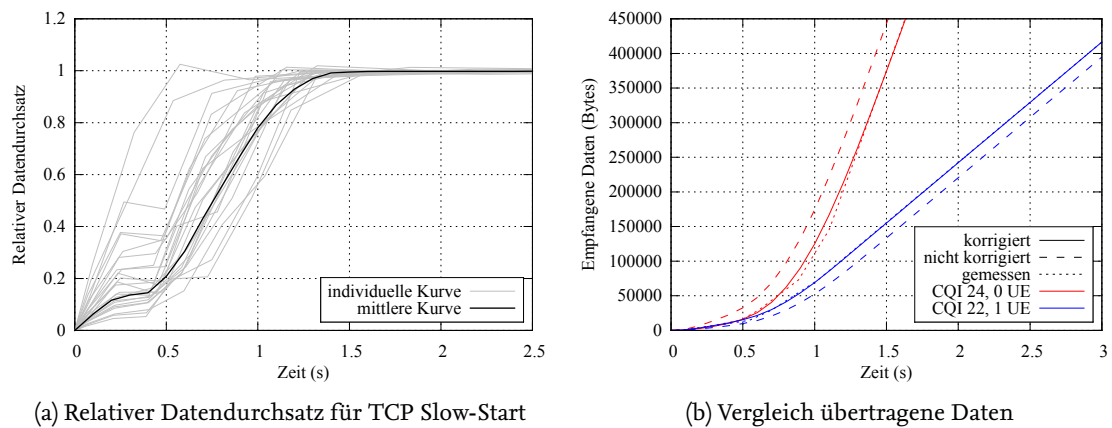 1.2
1
0.8
0.6
0.4
0.2
0
Relativer Datendurchsatz
0
0.5
1
1.5
2
2.5
Zeit (s)
individuelle Kurve
mittlere Kurve
(a) Relativer Datendurchsatz für TCP Slow-Start
450000
400000
350000
300000
250000
200000
150000
100000
50000
0
Empfangene Daten (Bytes)
0
0.5
1
1.5
2
2.5
3
Zeit (s)
korrigiert
nicht korrigiert
gemessen
CQI 24, 0 UE
CQI 22, 1 UE
(b) Vergleich übertragene Daten